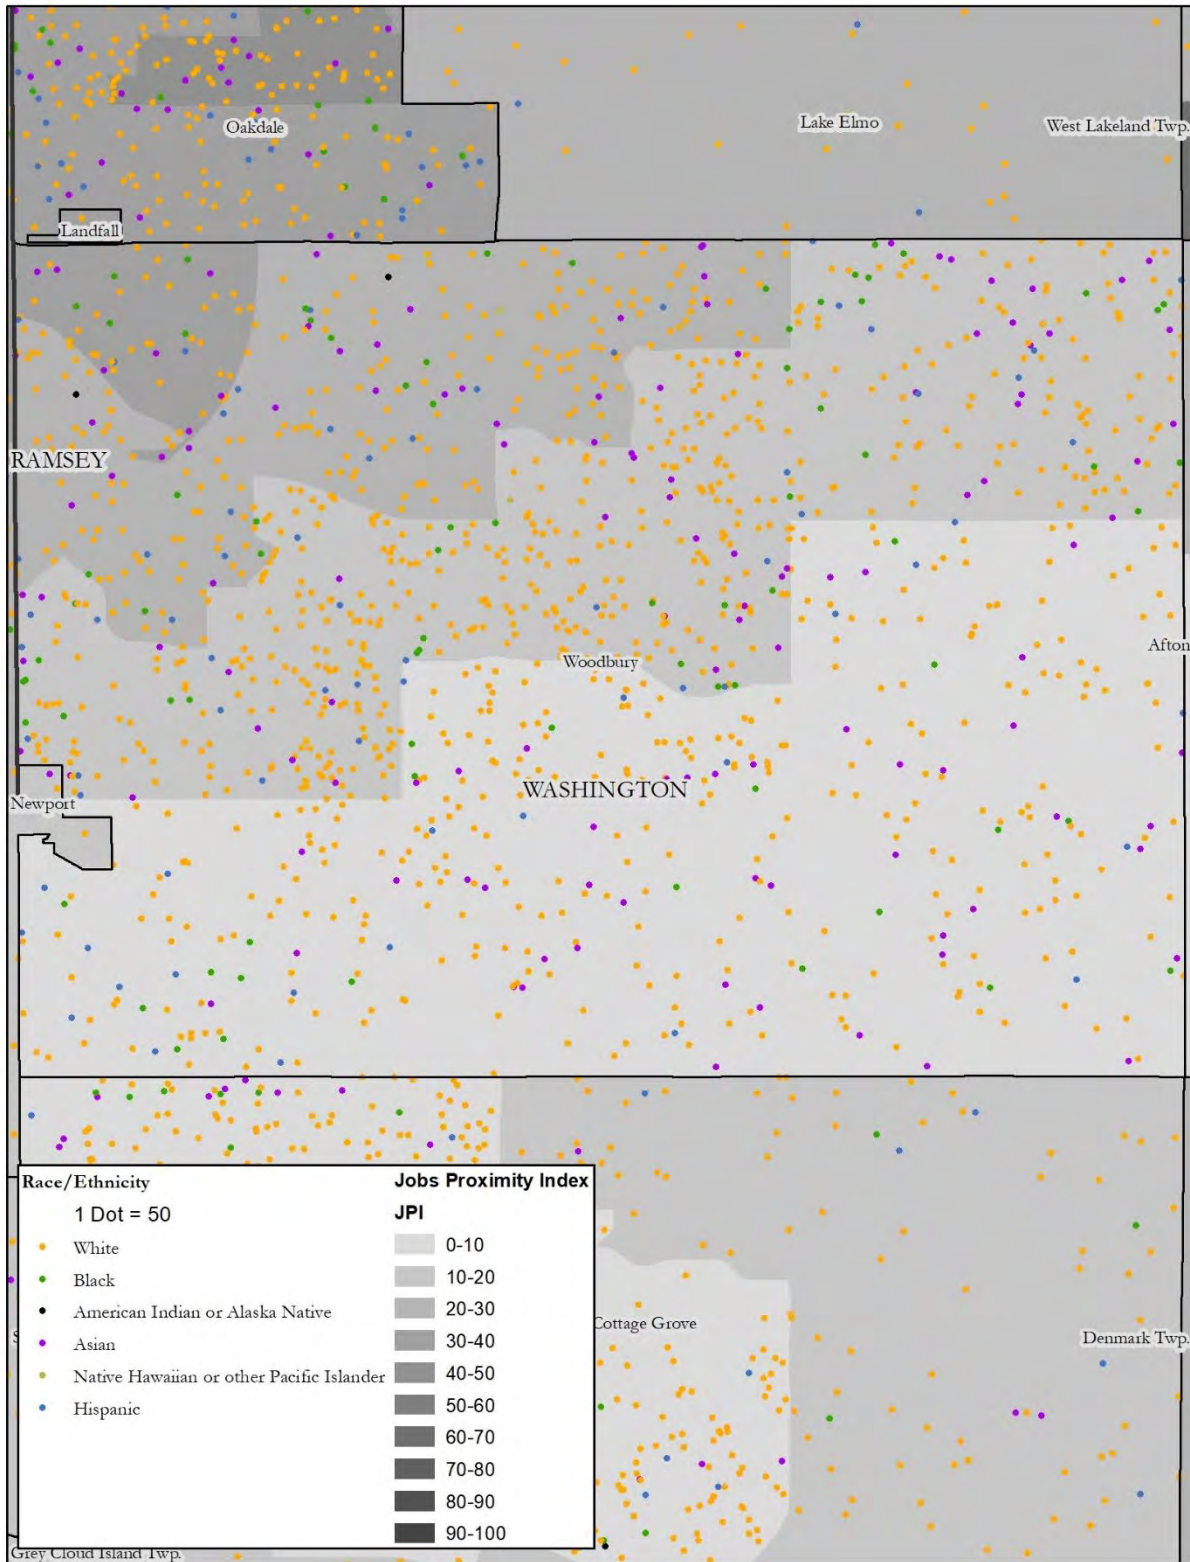 Oakdale
Lake Elmo
West Lakeland Twp.
Landfall
RAMSEY
Afton
Woodbury
WASHINGTON
Newport
Race/Ethnicity
1 Dot = 50
White
Black
American Indian or Alaska Native
Asian
Native Hawaiian or other Pacific Islander
Hispanic
Jobs Proximity Index
JPI
0-10
10-20
20-30
30-40
40-50
50-60
60-70
70-80
80-90
90-100
Cottage Grove
Denmark Twp.
Grey Cloud Island Twp.